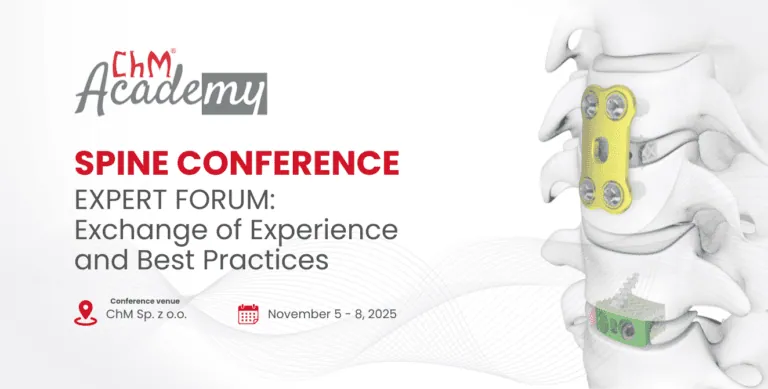 ChM®
Academy
SPINE CONFERENCE
EXPERT FORUM:
Exchange of Experience
and Best Practices
Conference venue
ChM Sp. z o.o.
November 5 - 8, 2025